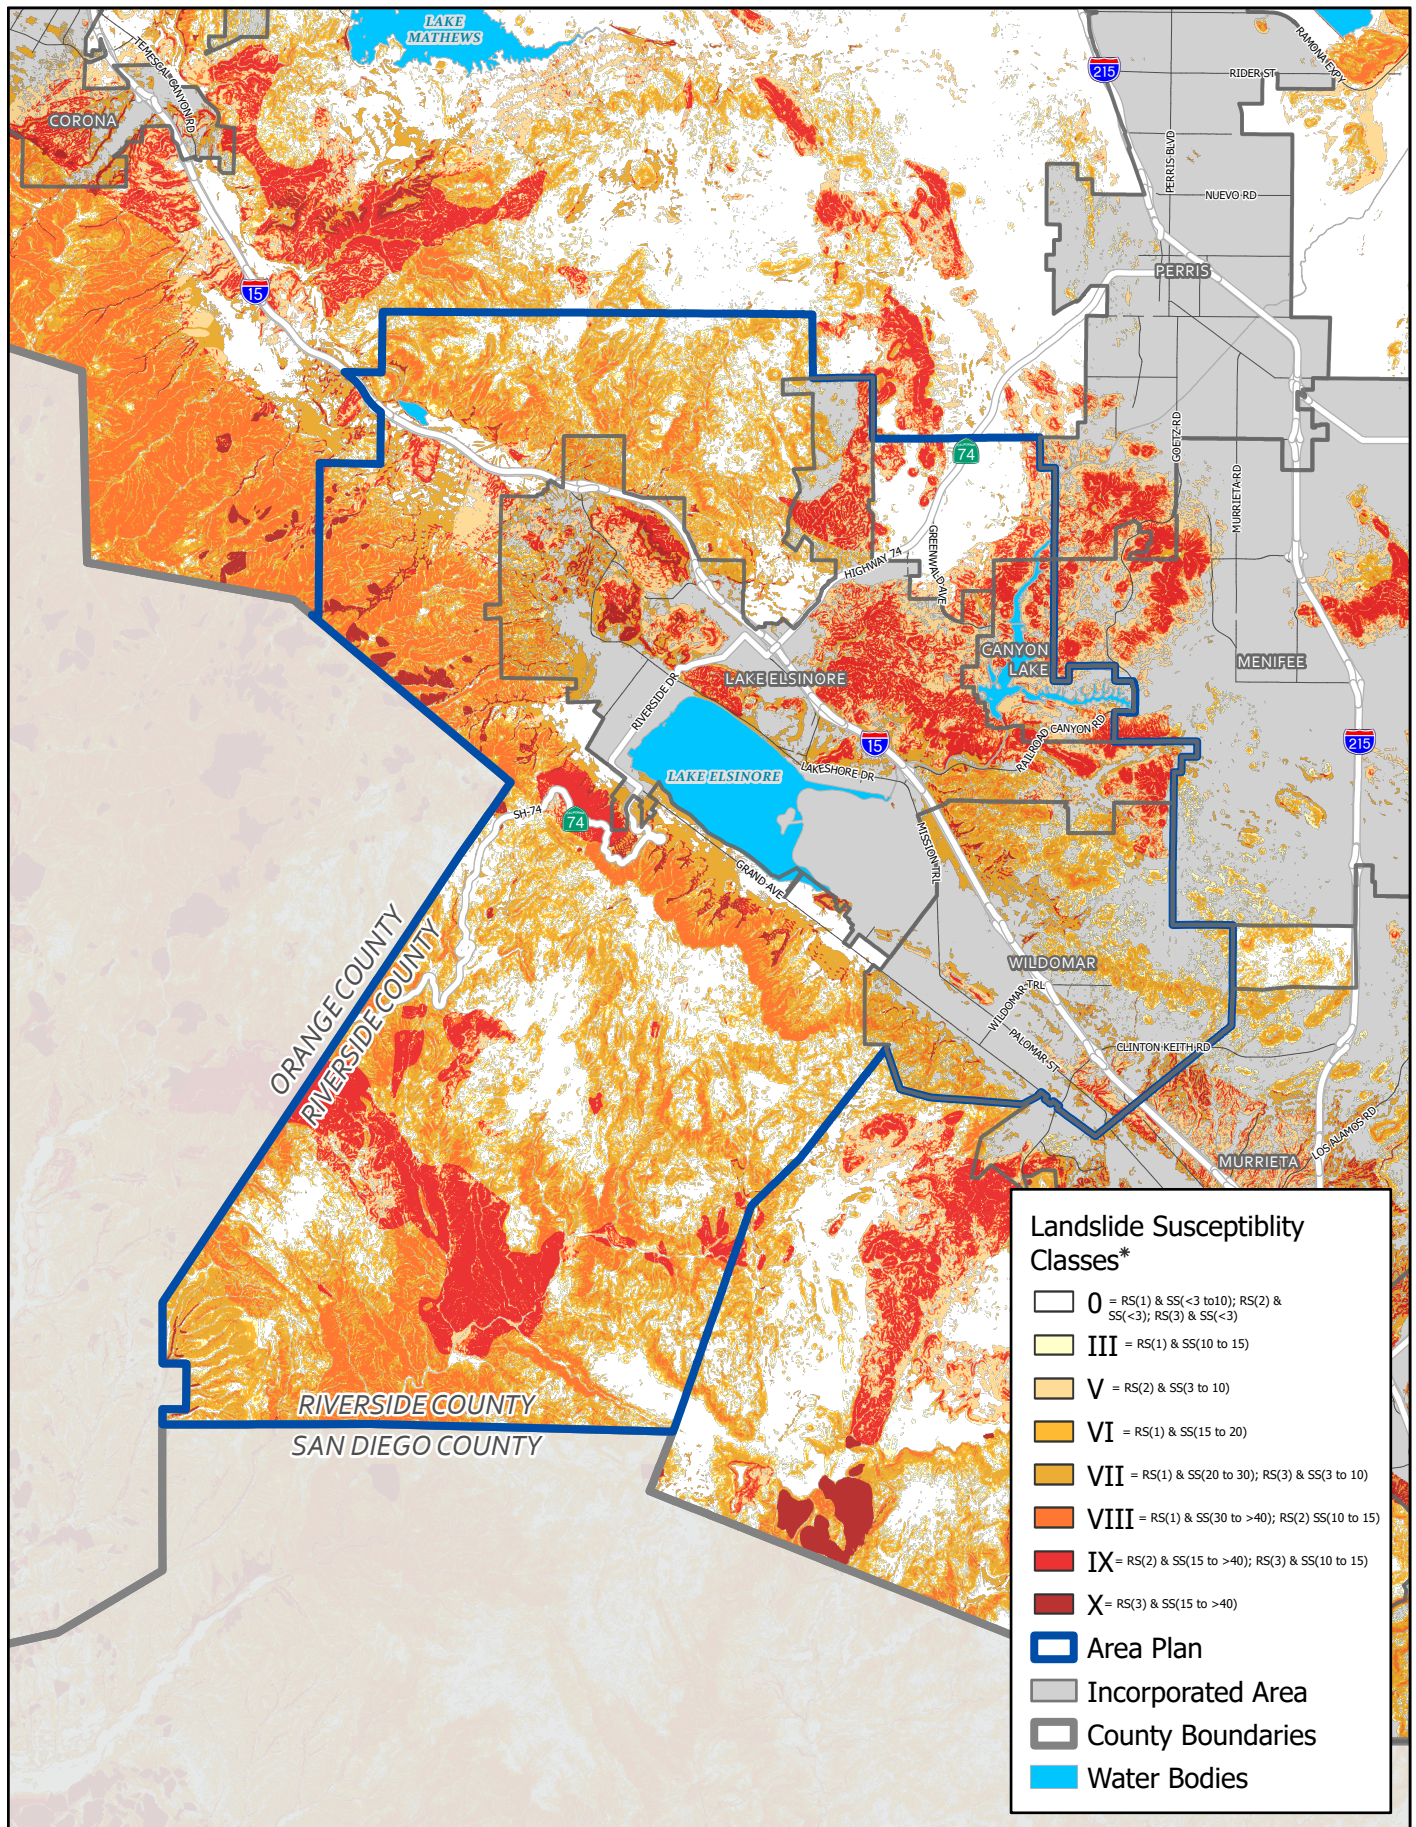 LAKE
MATHEWS
TEMESCAL CANYON RD
CORONA
215
RAMONA EXPY
RIDER ST
PERRIS BLVD
NUEVO RD
PERRIS
15
74
GOETZ RD
MURRIETA RD
HIGHWAY 74
GREENWALD AVE
CANYON
LAKE
MENIFEE
LAKE ELSINORE
RIVERSIDE DR
RAILROAD CANYON RD
15
215
LAKE ELSINORE
LAKESHORE DR
SH-74
74
MISSION TRL
GRAND AVE
ORANGE COUNTY
RIVERSIDE COUNTY
WILDOMAR
WILDOMAR TRL
PALOMAR ST
CLINTON KEITH RD
LOS ALAMOS RD
MURRIETA
RIVERSIDE COUNTY
SAN DIEGO COUNTY
Landslide Susceptiblity
Classes*
0 = RS(1) & SS(<3 to10); RS(2) &
SS(<3); RS(3) & SS(<3)
III = RS(1) & SS(10 to 15)
V = RS(2) & SS(3 to 10)
VI = RS(1) & SS(15 to 20)
VII = RS(1) & SS(20 to 30); RS(3) & SS(3 to 10)
VIII = RS(1) & SS(30 to >40); RS(2) SS(10 to 15)
IX = RS(2) & SS(15 to >40); RS(3) & SS(10 to 15)
X = RS(3) & SS(15 to >40)
Area Plan
Incorporated Area
County Boundaries
Water Bodies